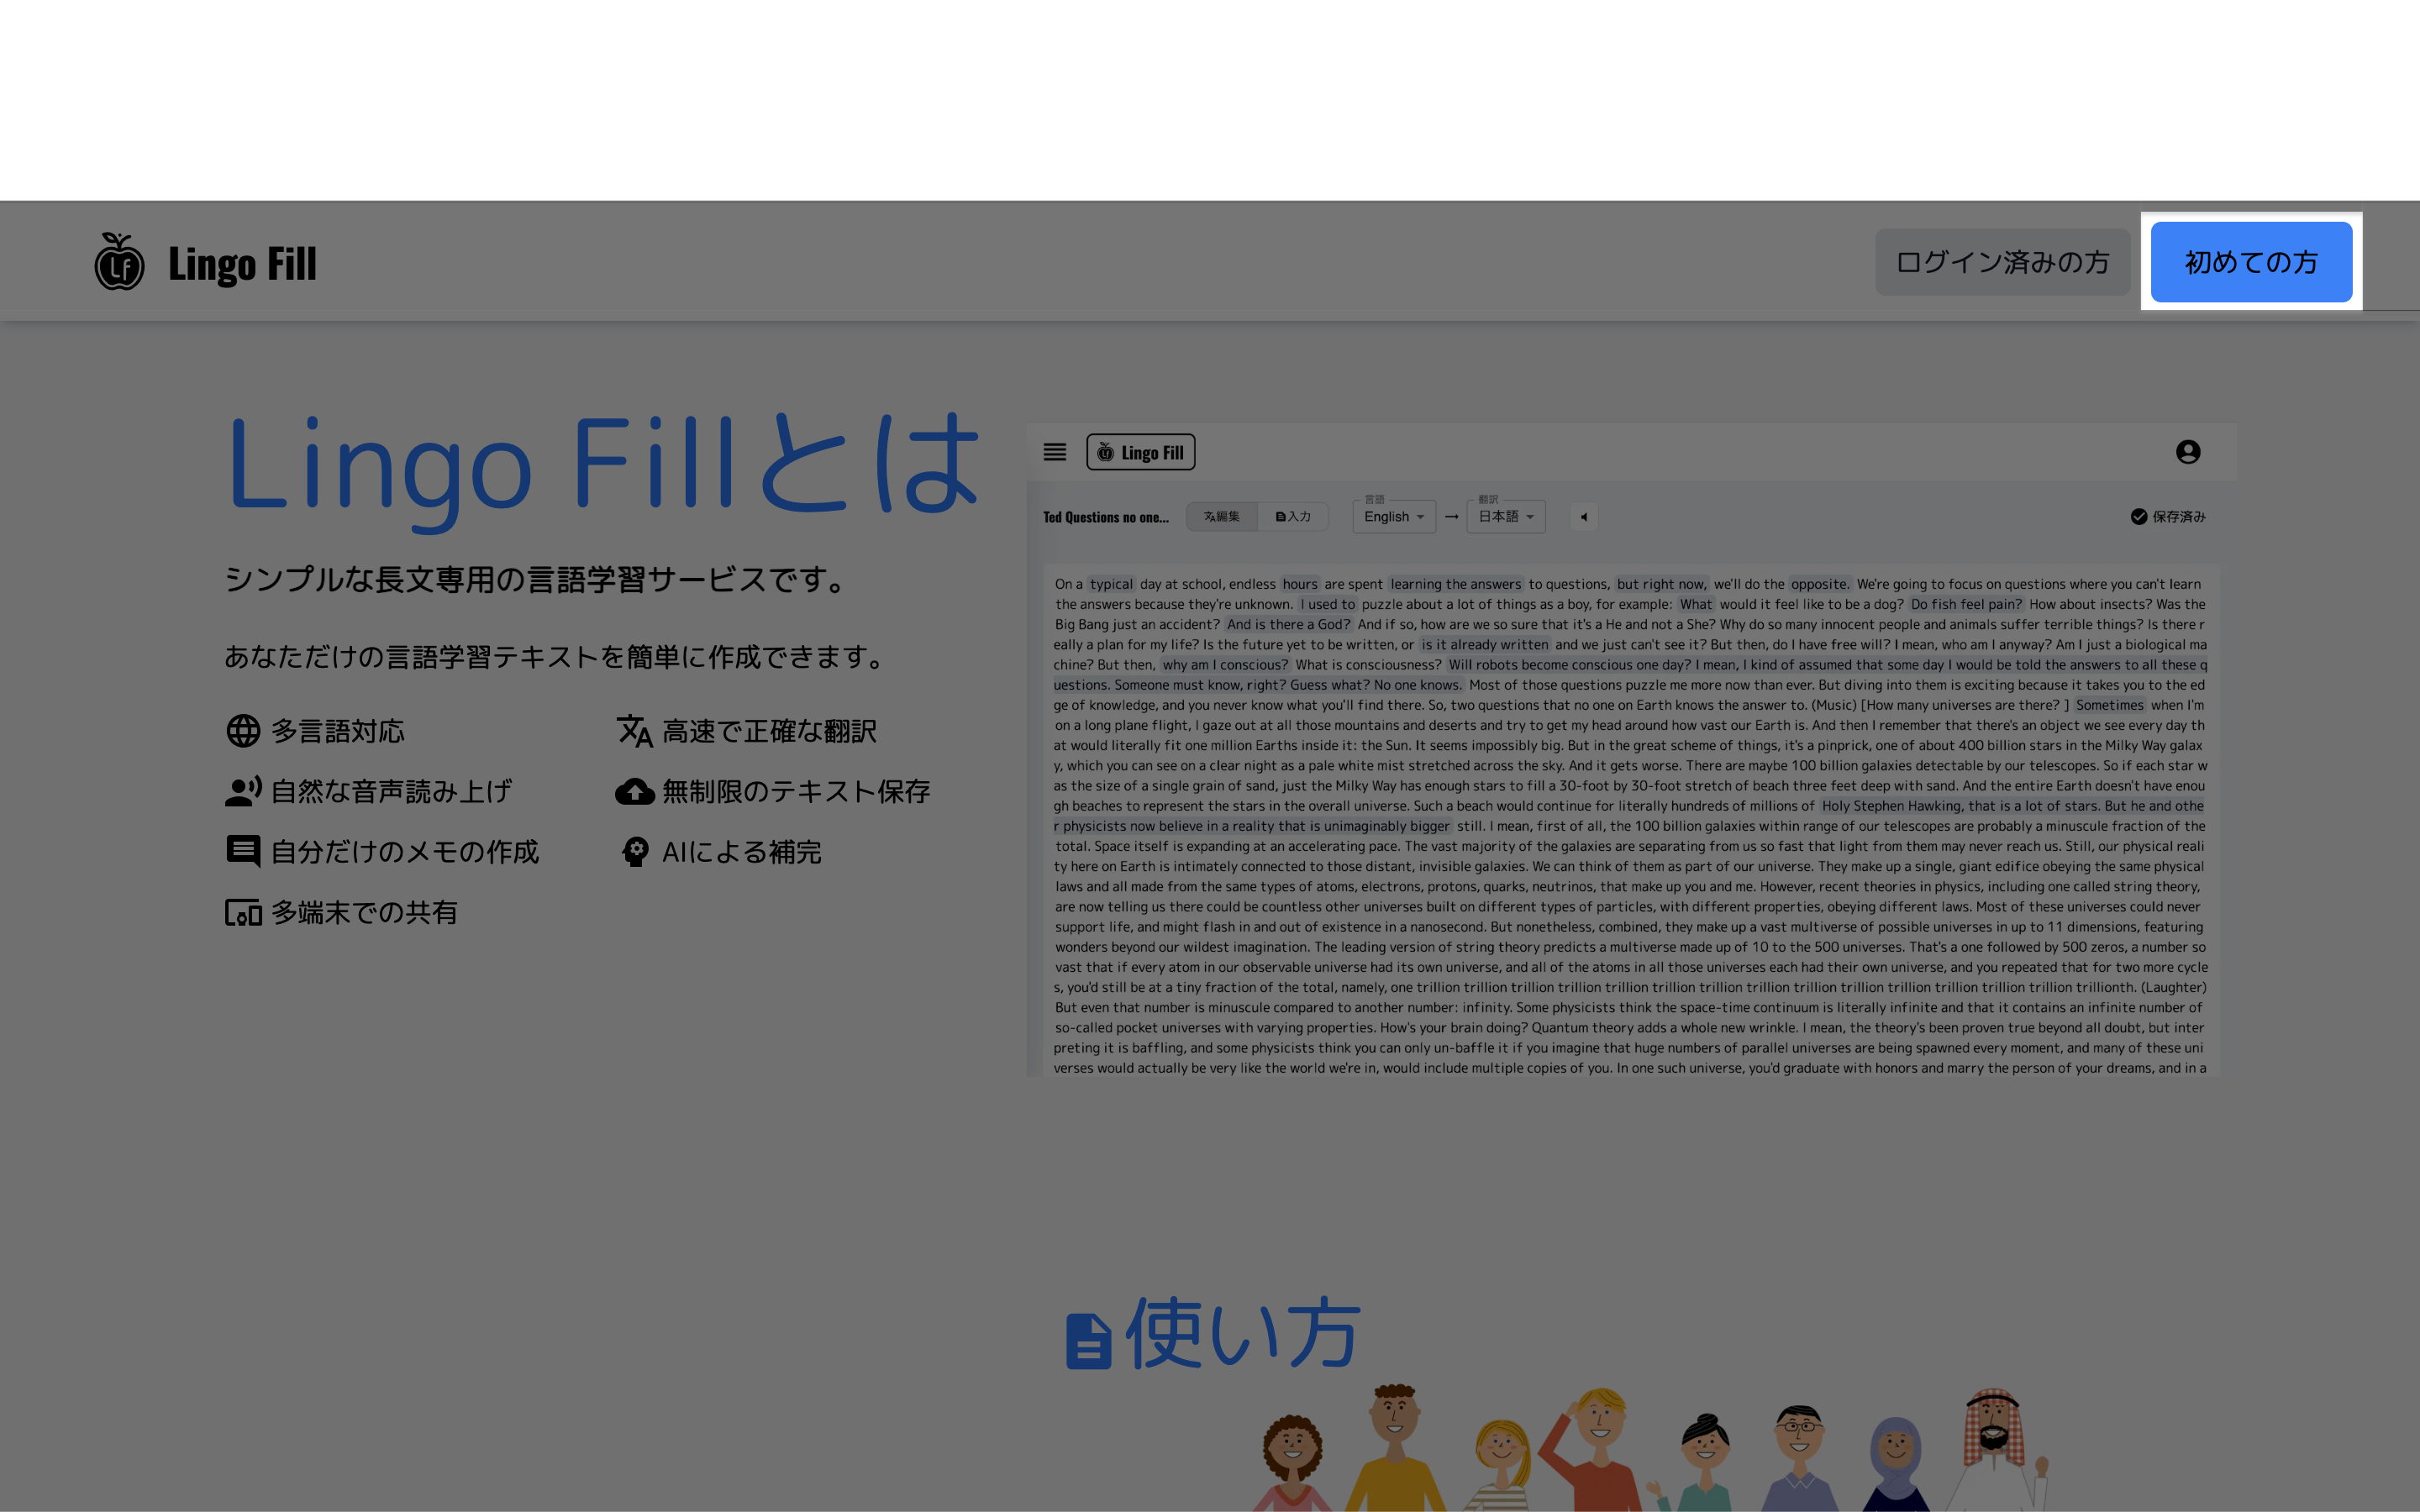 Lingo Fill
ログイン済みの方
初めての方
Lingo Fillとは
シンプルな長文専用の言語学習サービスです。
あなただけの言語学習テキストを簡単に作成できます。
多言語対応
高速で正確な翻訳
自然な音声読み上げ
無制限のテキスト保存
自分だけのメモの作成
AIによる補完
多端末での共有
Lingo Fill
Ted Questions no one...
編集
入力
言語
English
→
翻訳
日本語
保存済み
On a typical day at school, endless hours are spent learning the answers to questions, but right now, we'll do the opposite. We're going to focus on questions where you can't learn
the answers because they're unknown. I used to puzzle about a lot of things as a boy, for example: What would it feel like to be a dog? Do fish feel pain? How about insects? Was the
Big Bang just an accident? And is there a God? And if so, how are we so sure that it's a He and not a She? Why do so many innocent people and animals suffer terrible things? Is there r
eally a plan for my life? Is the future yet to be written, or is it already written and we just can't see it? But then, do I have free will? I mean, who am I anyway? Am I just a biological ma
chine? But then, why am I conscious? What is consciousness? Will robots become conscious one day? I mean, I kind of assumed that some day I would be told the answers to all these q
uestions. Someone must know, right? Guess what? No one knows. Most of those questions puzzle me more now than ever. But diving into them is exciting because it takes you to the ed
ge of knowledge, and you never know what you'll find there. So, two questions that no one on Earth knows the answer to. (Music) [How many universes are there? ] Sometimes when I'm
on a long plane flight, I gaze out at all those mountains and deserts and try to get my head around how vast our Earth is. And then I remember that there's an object we see every day th
at would literally fit one million Earths inside it: the Sun. It seems impossibly big. But in the great scheme of things, it's a pinprick, one of about 400 billion stars in the Milky Way galax
y, which you can see on a clear night as a pale white mist stretched across the sky. And it gets worse. There are maybe 100 billion galaxies detectable by our telescopes. So if each star w
as the size of a single grain of sand, just the Milky Way has enough stars to fill a 30-foot by 30-foot stretch of beach three feet deep with sand. And the entire Earth doesn't have enou
gh beaches to represent the stars in the overall universe. Such a beach would continue for literally hundreds of millions of Holy Stephen Hawking, that is a lot of stars. But he and othe
r physicists now believe in a reality that is unimaginably bigger still. I mean, first of all, the 100 billion galaxies within range of our telescopes are probably a minuscule fraction of the
total. Space itself is expanding at an accelerating pace. The vast majority of the galaxies are separating from us so fast that light from them may never reach us. Still, our physical reali
ty here on Earth is intimately connected to those distant, invisible galaxies. We can think of them as part of our universe. They make up a single, giant edifice obeying the same physical
laws and all made from the same types of atoms, electrons, protons, quarks, neutrinos, that make up you and me. However, recent theories in physics, including one called string theory,
are now telling us there could be countless other universes built on different types of particles, with different properties, obeying different laws. Most of these universes could never
support life, and might flash in and out of existence in a nanosecond. But nonetheless, combined, they make up a vast multiverse of possible universes in up to 11 dimensions, featuring
wonders beyond our wildest imagination. The leading version of string theory predicts a multiverse made up of 10 to the 500 universes. That's a one followed by 500 zeros, a number so
vast that if every atom in our observable universe had its own universe, and all of the atoms in all those universes each had their own universe, and you repeated that for two more cycle
s, you'd still be at a tiny fraction of the total, namely, one trillion trillion trillion trillion trillion trillion trillion trillion trillion trillion trillion trillion trillion trillion trillionth. (Laughter)
But even that number is minuscule compared to another number: infinity. Some physicists think the space-time continuum is literally infinite and that it contains an infinite number of
so-called pocket universes with varying properties. How's your brain doing? Quantum theory adds a whole new wrinkle. I mean, the theory's been proven true beyond all doubt, but inter
preting it is baffling, and some physicists think you can only un-baffle it if you imagine that huge numbers of parallel universes are being spawned every moment, and many of these uni
verses would actually be very like the world we're in, would include multiple copies of you. In one such universe, you'd graduate with honors and marry the person of your dreams, and in a
使い方